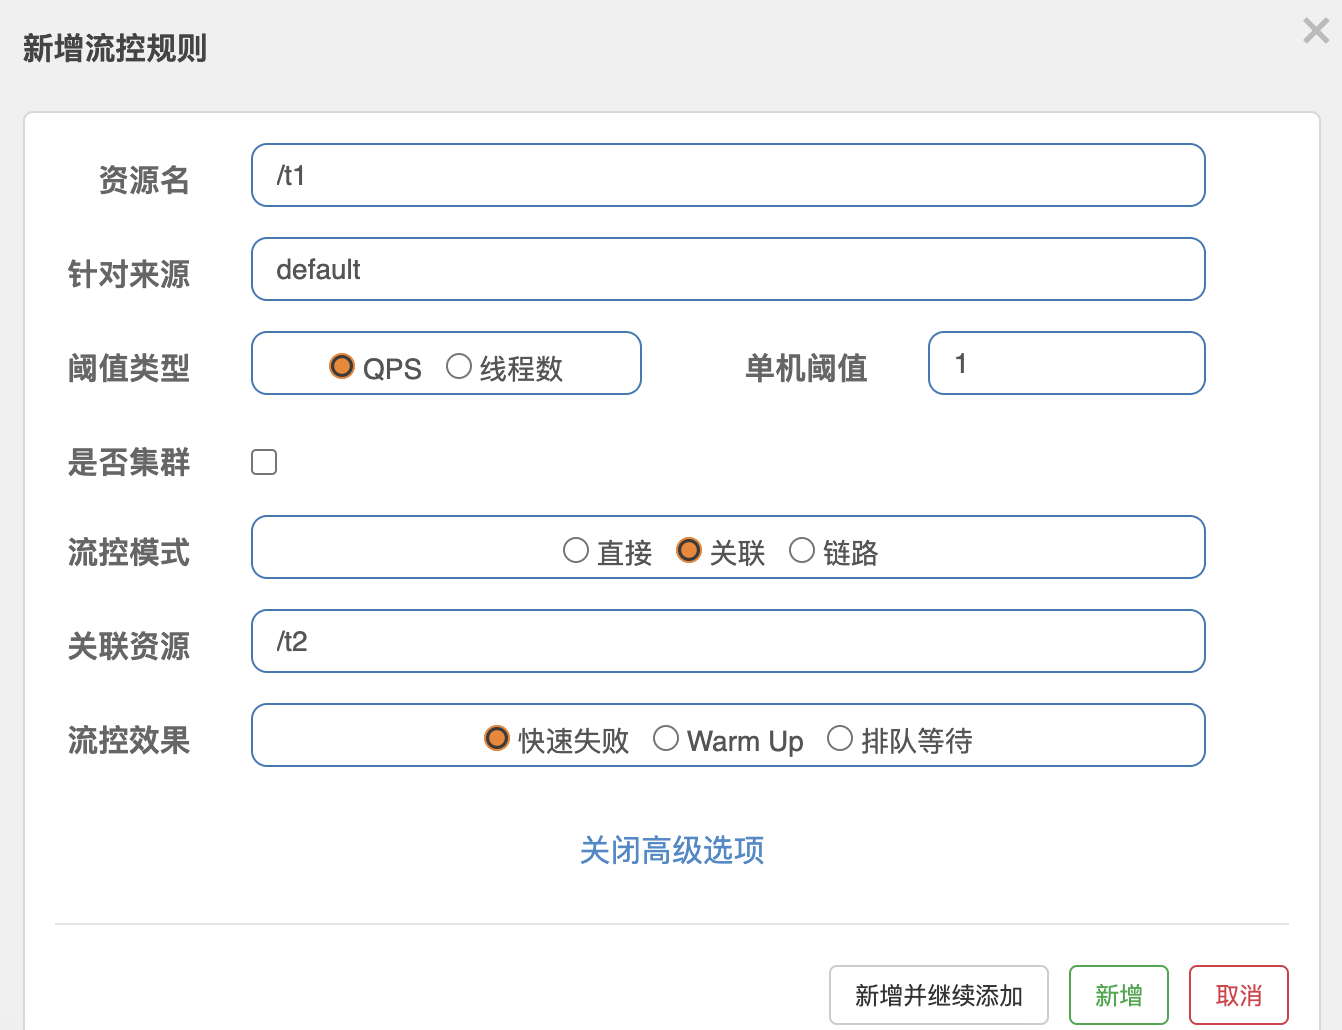 新增流控规则
资源名 /t1
针对来源 default
阈值类型 QPS 线程数 单机阈值 1
是否集群
流控模式 直接 关联 链路
关联资源 /t2
流控效果 快速失败 Warm Up 排队等待
关闭高级选项
新增并继续添加 新增 取消